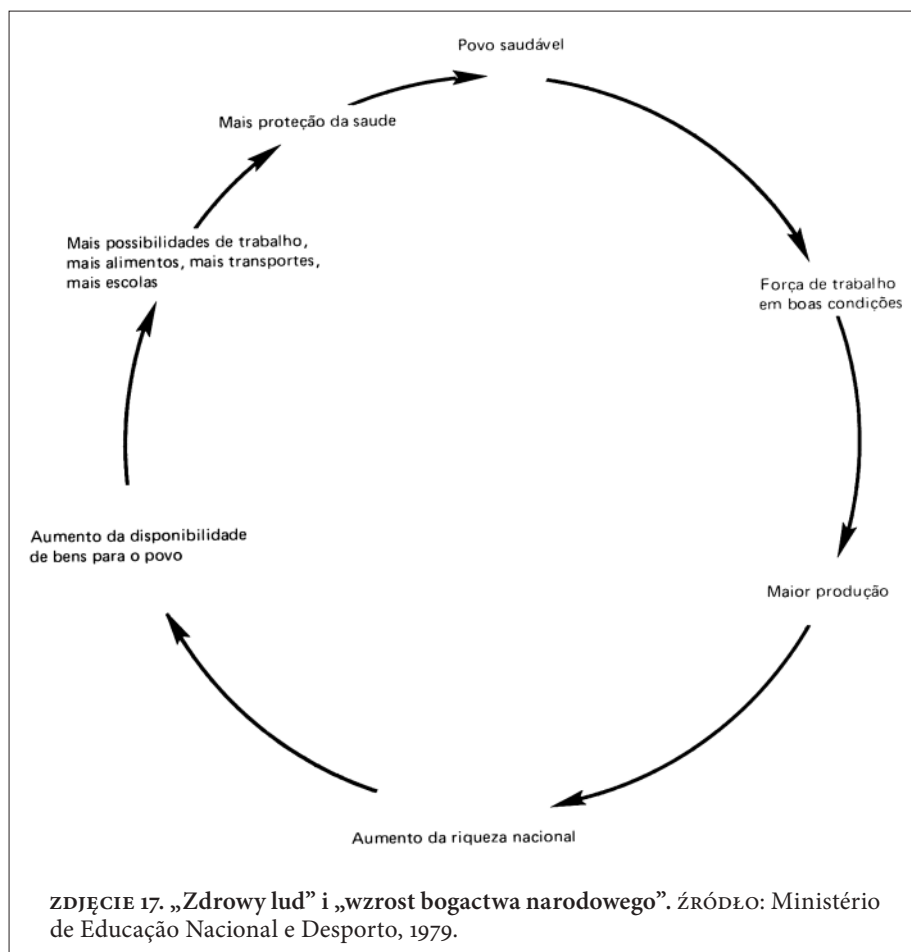 Povo saudável
Força de trabalho
em boas condições
Maior produção
Aumento da riqueza nacional
Aumento da disponibilidade
de bens para o povo
Mais possibilidades de trabalho,
mais alimentos, mais transportes,
mais escolas
Mais proteção da saude
ZDJĘCIE 17. „Zdrowy lud” i „wzrost bogactwa narodowego”. ŹRÓDŁO: Ministério
de Educação Nacional e Desporto, 1979.